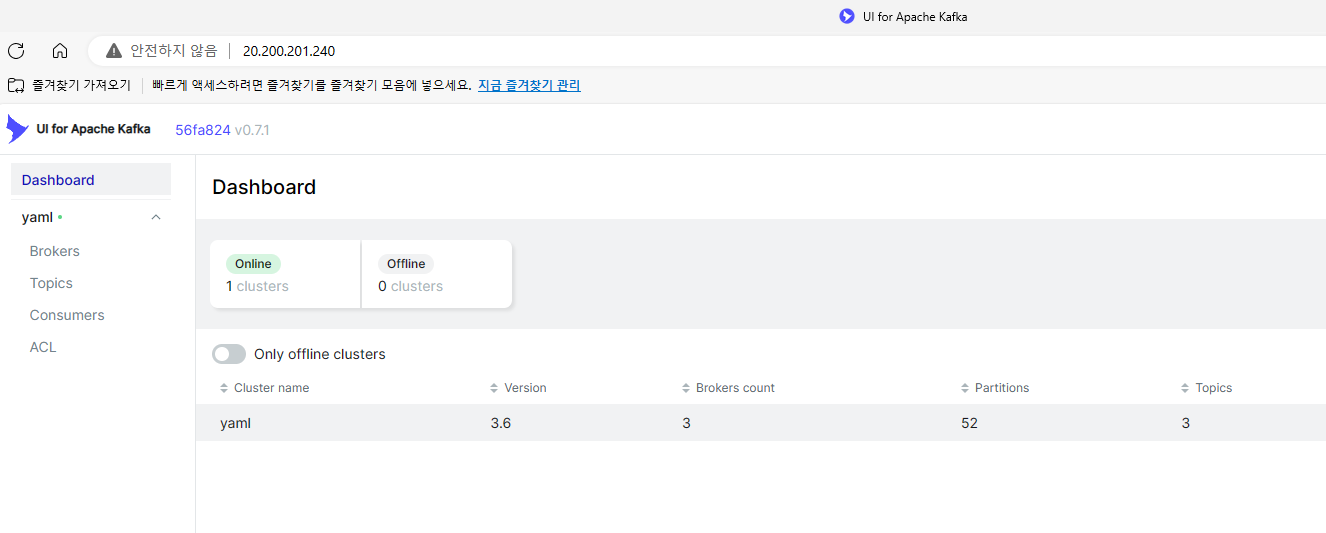 UI for Apache Kafka
안전하지 않음 20.200.201.240
즐겨찾기 가져오기 빠르게 액세스하려면 즐겨찾기를 즐겨찾기 모음에 넣으세요. 지금 즐겨찾기 관리
UI for Apache Kafka 56fa824 v0.7.1
Dashboard
yaml
Brokers
Topics
Consumers
ACL
Dashboard
Online Offline
1 clusters 0 clusters
Only offline clusters
Cluster name Version Brokers count Partitions Topics
yaml 3.6 3 52 3